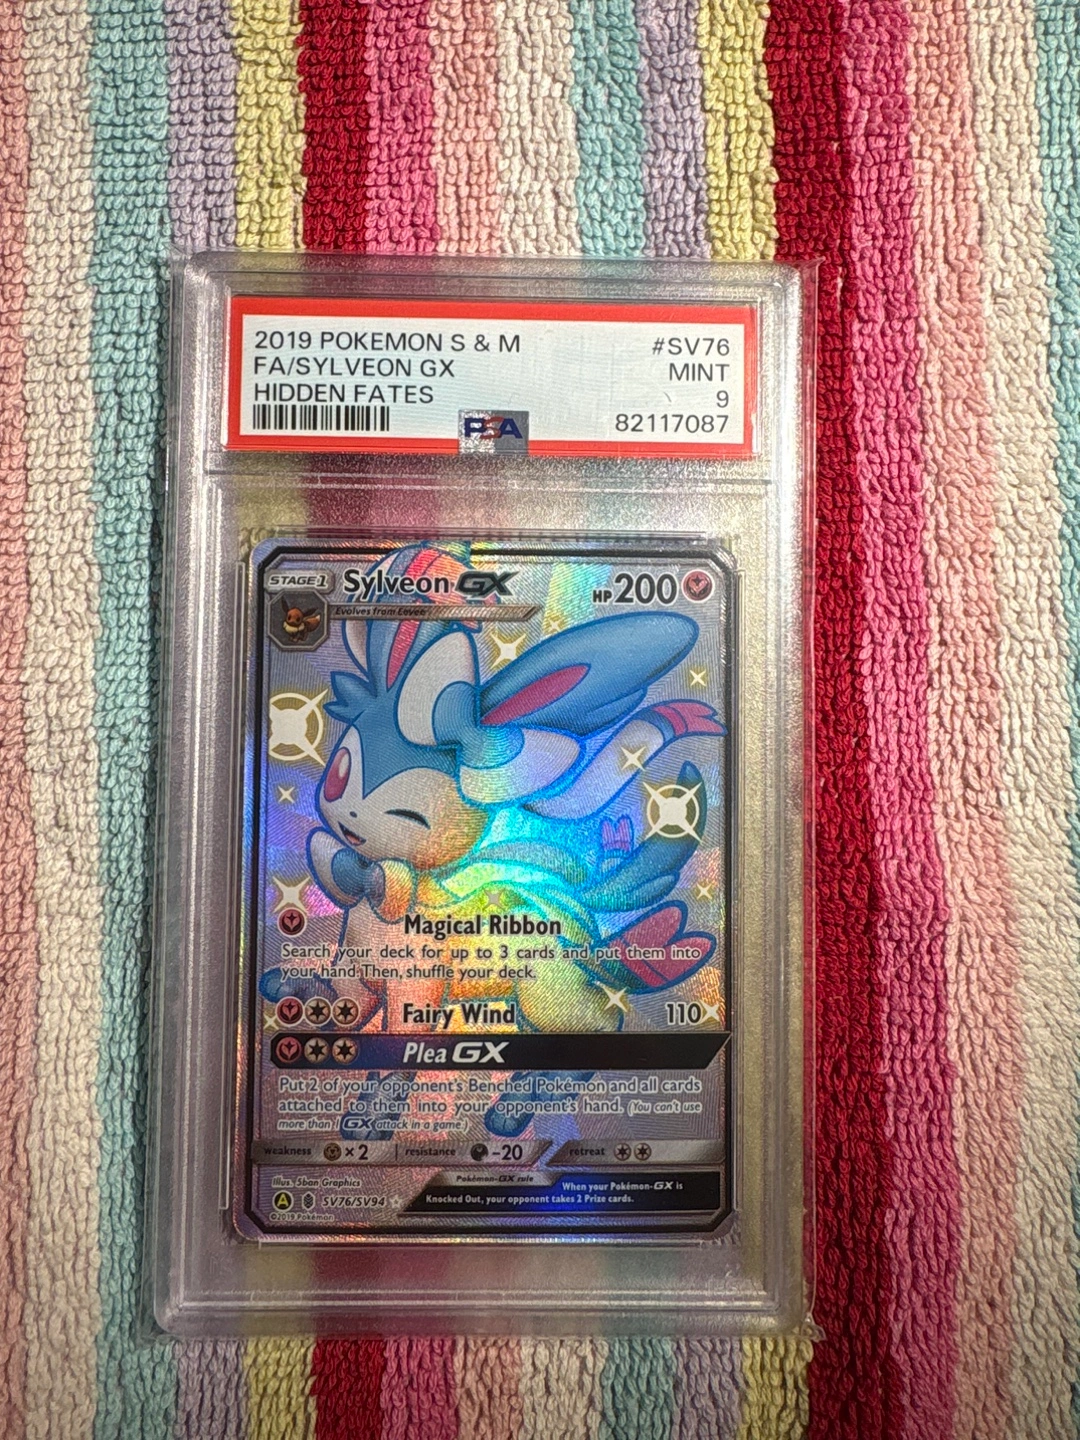 2019 POKEMON S & M #SV76
FA/SYLVEON GX MINT
HIDDEN FATES 9
PSA 82117087
STAGE 1 Sylveon GX HP 200
Evolves from Eevee
Magical Ribbon
Search your deck for up to 3 cards and put them into
your hand. Then, shuffle your deck.
Fairy Wind 110
Plea GX
Put 2 of your opponent's Benched Pokémon and all cards
attached to them into your opponent's hand. (You can't use
more than 1 GX attack in a game.)
weakness ×2 resistance -20 retreat
Illus. 5ban Graphics Pokémon-GX rule When your Pokémon-GX is
A SV76/SV94 Knocked Out, your opponent takes 2 Prize cards.
©2019 Pokémon